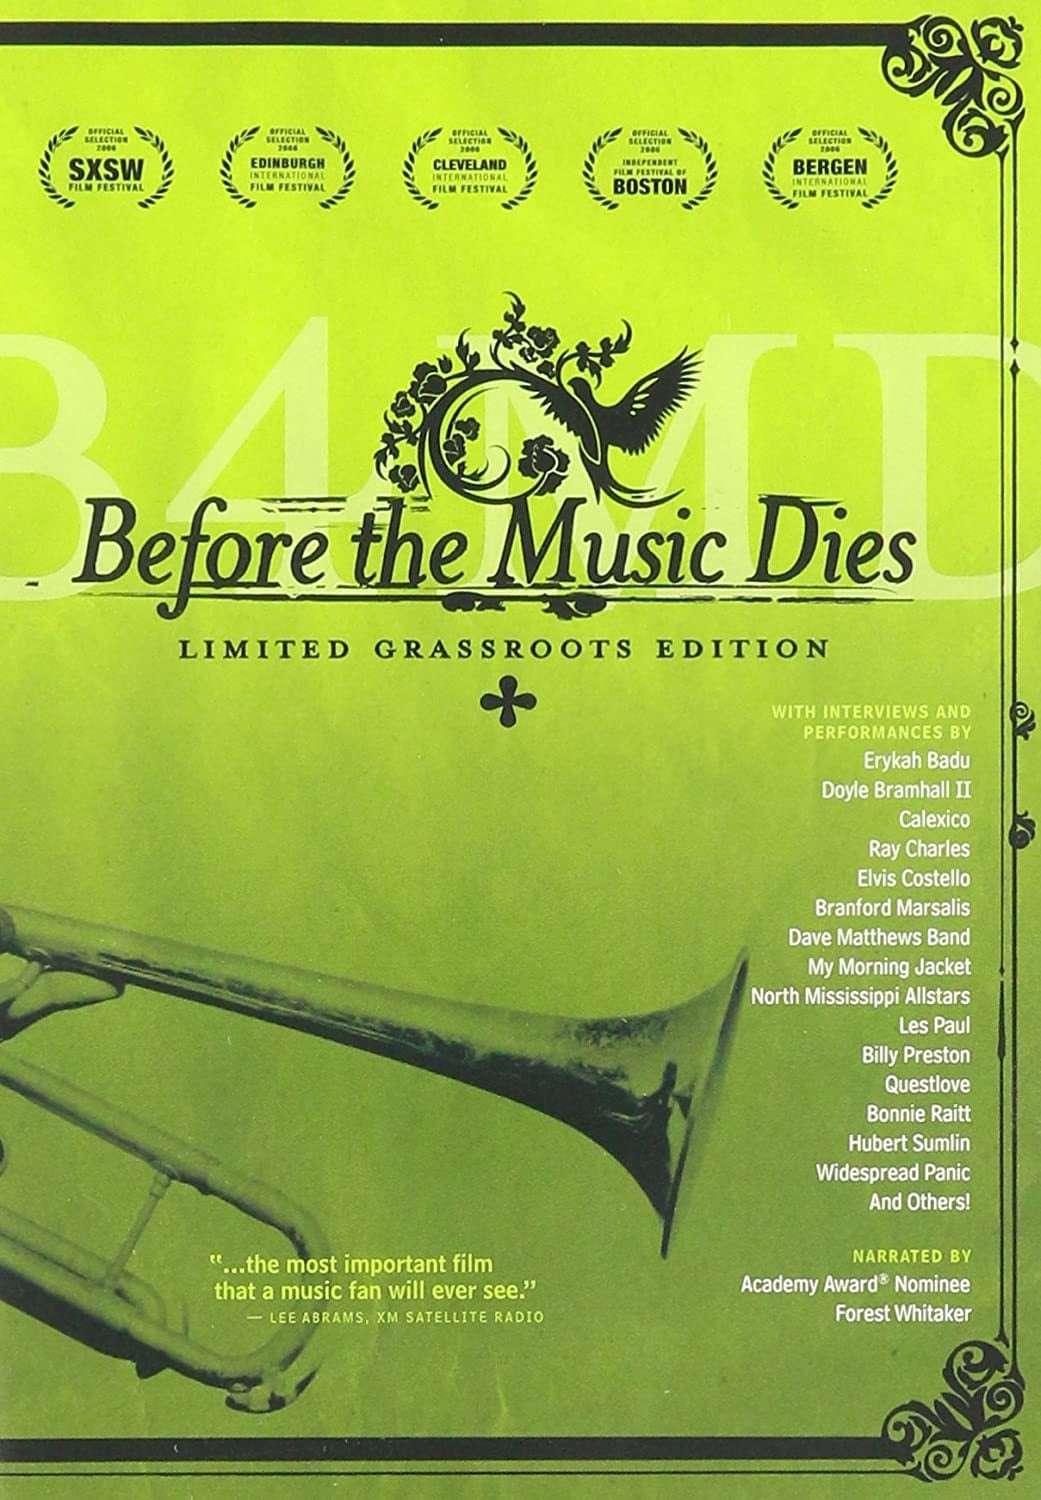 OFFICIAL
SELECTION
2006
SXSW
FILM FESTIVAL
OFFICIAL
SELECTION
2006
EDINBURGH
INTERNATIONAL
FILM FESTIVAL
OFFICIAL
SELECTION
2006
CLEVELAND
INTERNATIONAL
FILM FESTIVAL
OFFICIAL
SELECTION
2006
INDEPENDENT
FILM FESTIVAL OF
BOSTON
OFFICIAL
SELECTION
2006
BERGEN
INTERNATIONAL
FILM FESTIVAL
B4MD
Before the Music Dies
LIMITED GRASSROOTS EDITION
WITH INTERVIEWS AND
PERFORMANCES BY
Erykah Badu
Doyle Bramhall II
Calexico
Ray Charles
Elvis Costello
Branford Marsalis
Dave Matthews Band
My Morning Jacket
North Mississippi Allstars
Les Paul
Billy Preston
Questlove
Bonnie Raitt
Hubert Sumlin
Widespread Panic
And Others!
"...the most important film
that a music fan will ever see."
— LEE ABRAMS, XM SATELLITE RADIO
NARRATED BY
Academy Award® Nominee
Forest Whitaker